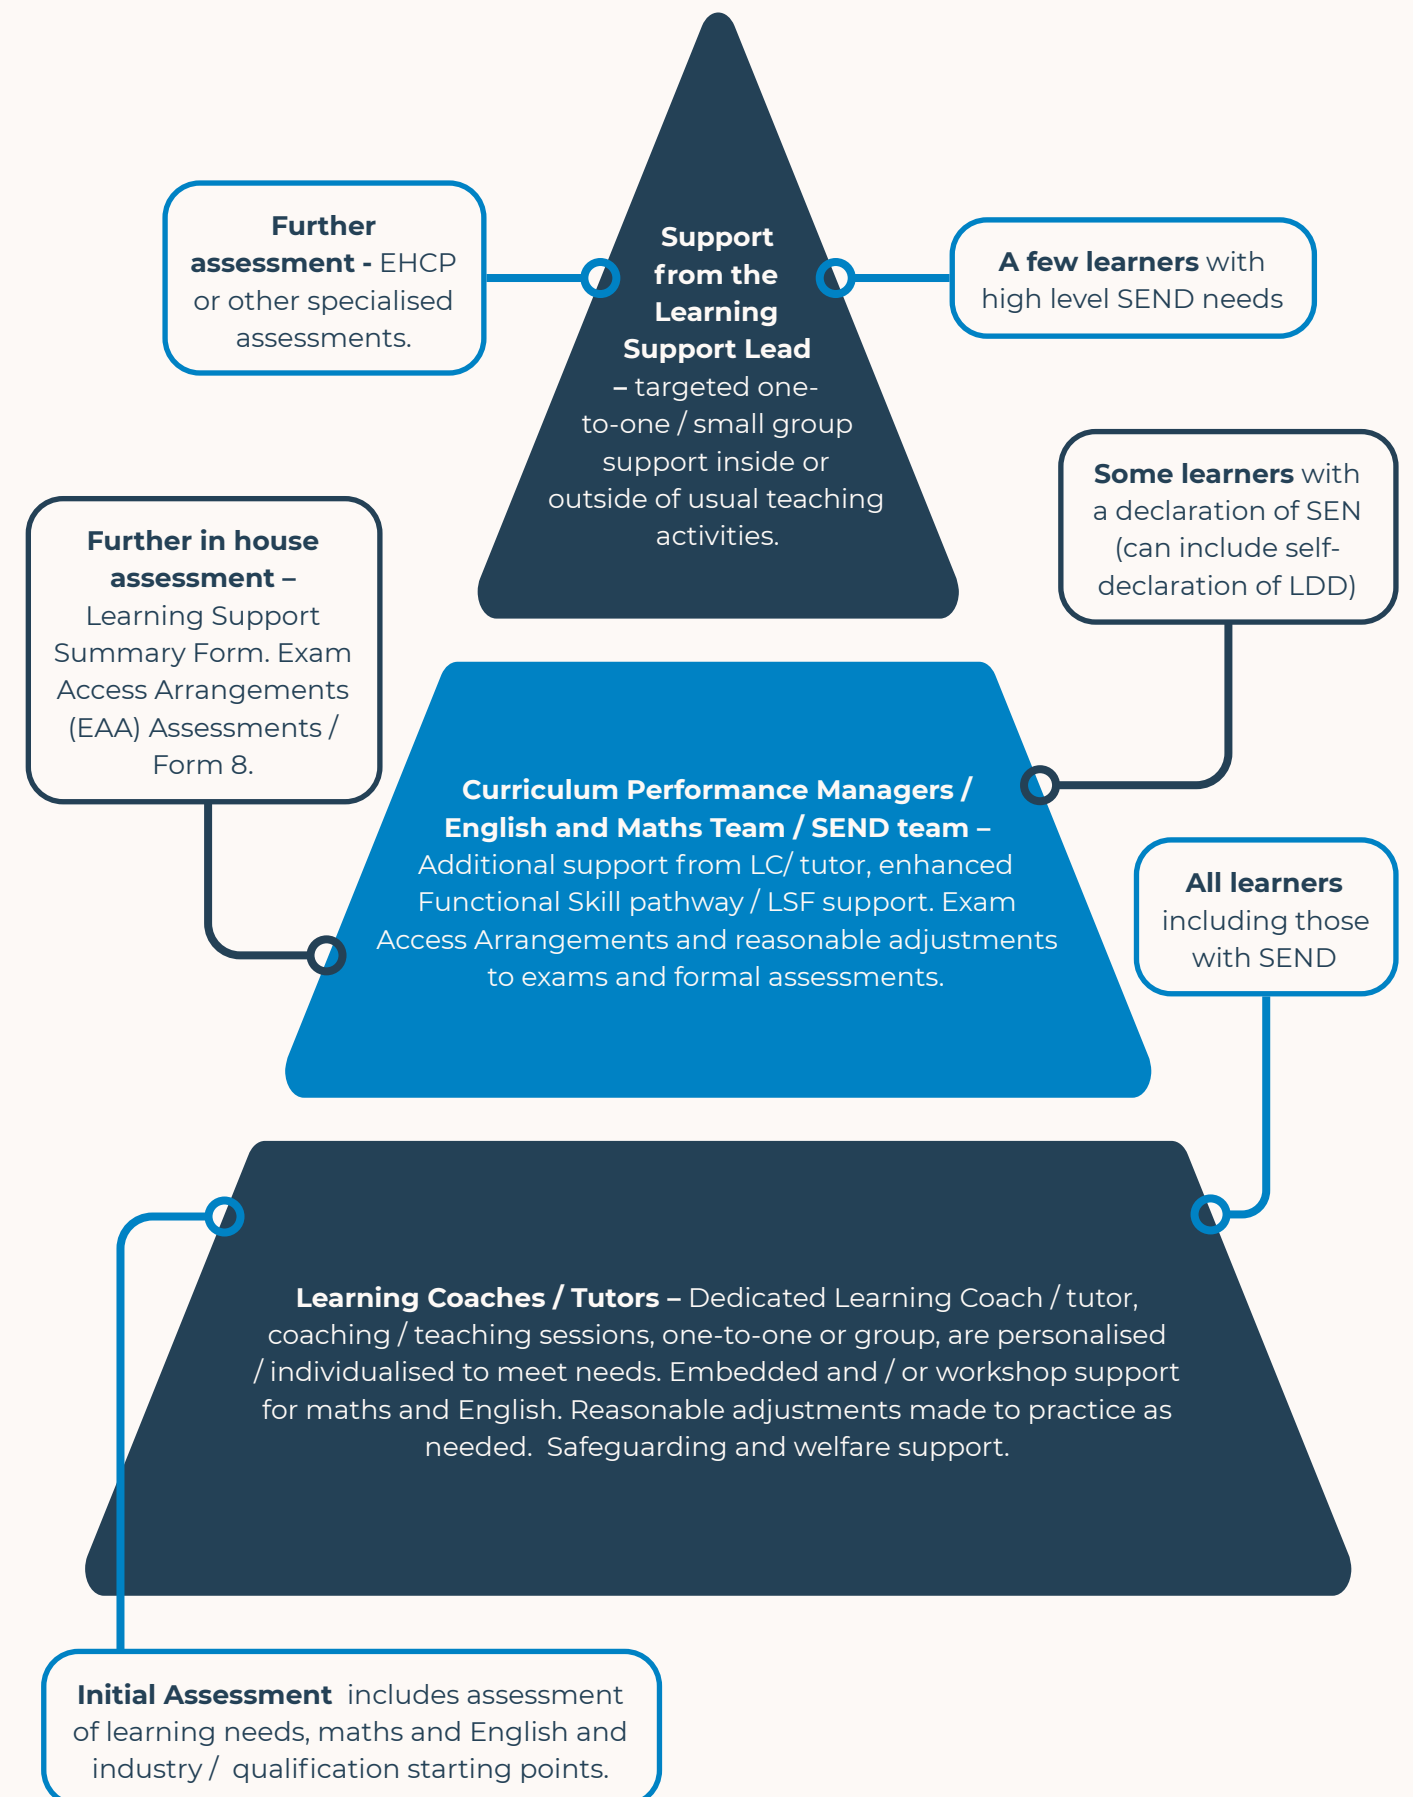 Further
assessment - EHCP
or other specialised
assessments.
Support
from the
Learning
Support Lead
– targeted one-
to-one / small group
support inside or
outside of usual teaching
activities.
A few learners with
high level SEND needs
Some learners with
a declaration of SEN
(can include self-
declaration of LDD)
Further in house
assessment –
Learning Support
Summary Form. Exam
Access Arrangements
(EAA) Assessments /
Form 8.
Curriculum Performance Managers /
English and Maths Team / SEND team –
Additional support from LC/ tutor, enhanced
Functional Skill pathway / LSF support. Exam
Access Arrangements and reasonable adjustments
to exams and formal assessments.
All learners
including those
with SEND
Learning Coaches / Tutors – Dedicated Learning Coach / tutor,
coaching / teaching sessions, one-to-one or group, are personalised
/ individualised to meet needs. Embedded and / or workshop support
for maths and English. Reasonable adjustments made to practice as
needed.  Safeguarding and welfare support.
Initial Assessment  includes assessment
of learning needs, maths and English and
industry /  qualification starting points.